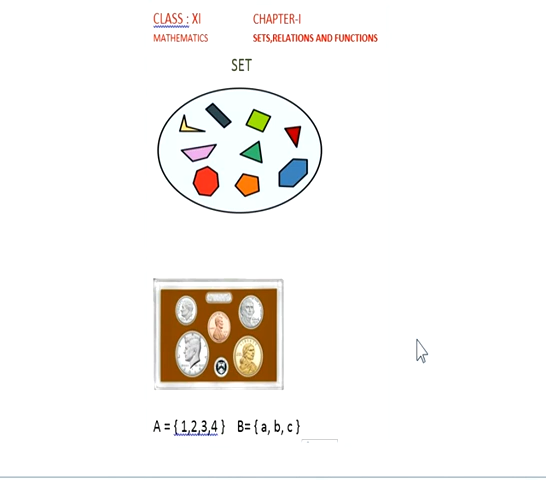 CLASS : XI CHAPTER-I
MATHEMATICS SETS,RELATIONS AND FUNCTIONS
SET
A = { 1,2,3,4 } B= { a, b, c }